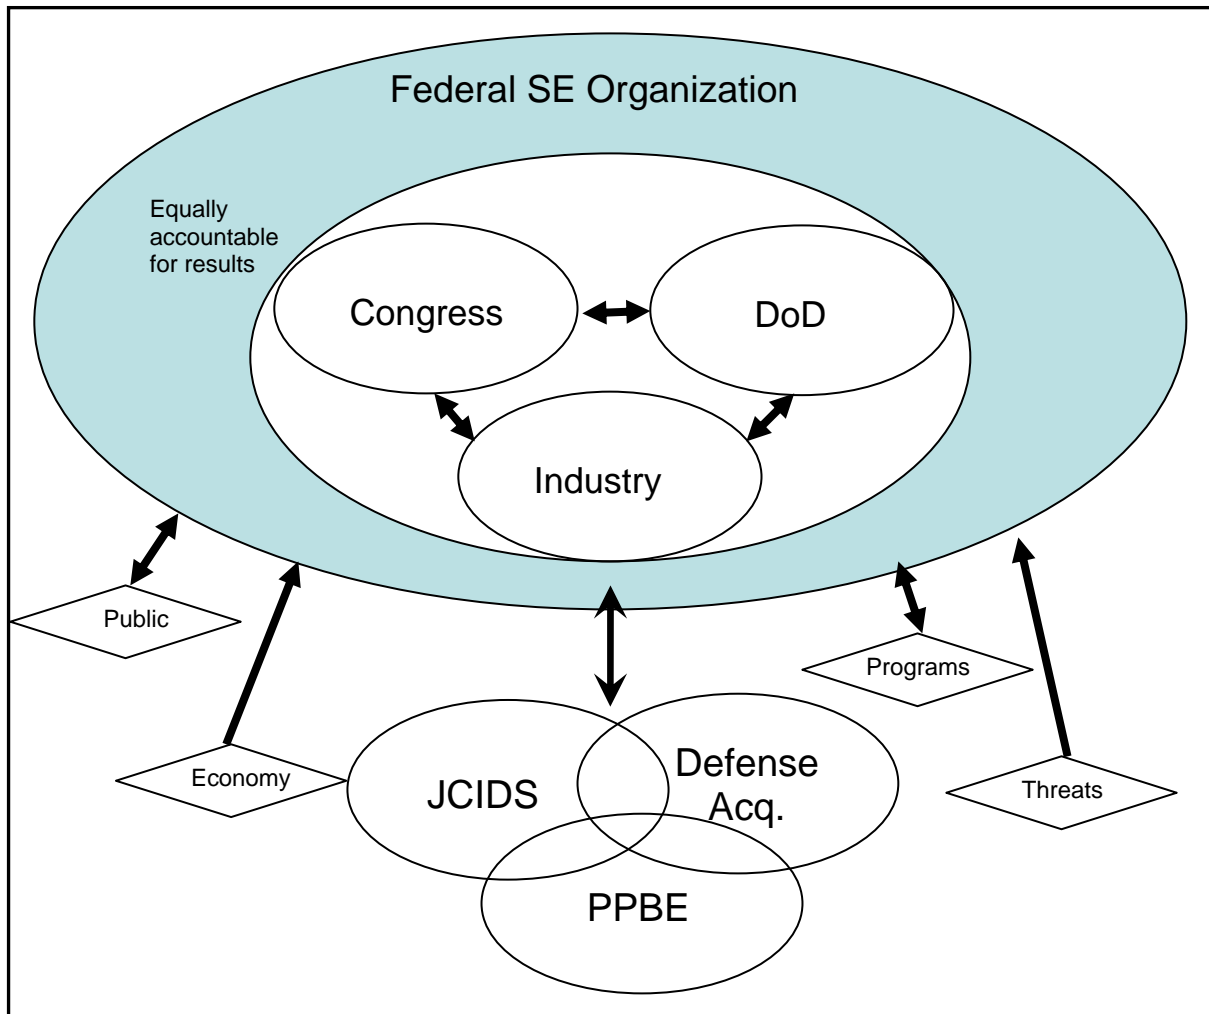 Federal SE Organization
Equally
accountable
for results
Congress
DoD
Industry
Public
Programs
Economy
JCIDS
Defense
Acq.
Threats
PPBE